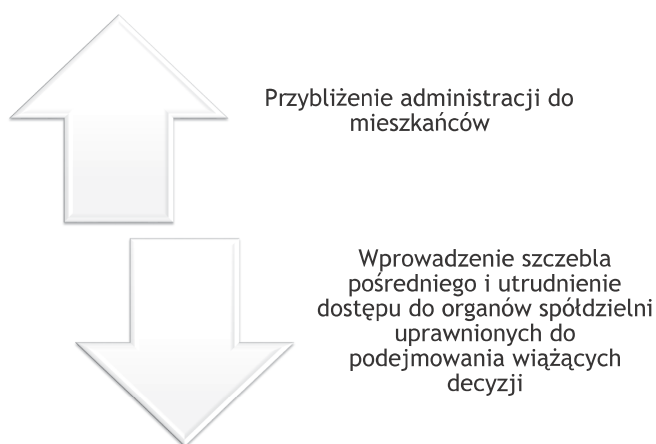 Przybliżenie administracji do
mieszkańców
Wprowadzenie szczebla
pośredniego i utrudnienie
dostępu do organów spółdzielni
uprawnionych do
podejmowania wiążących
decyzji